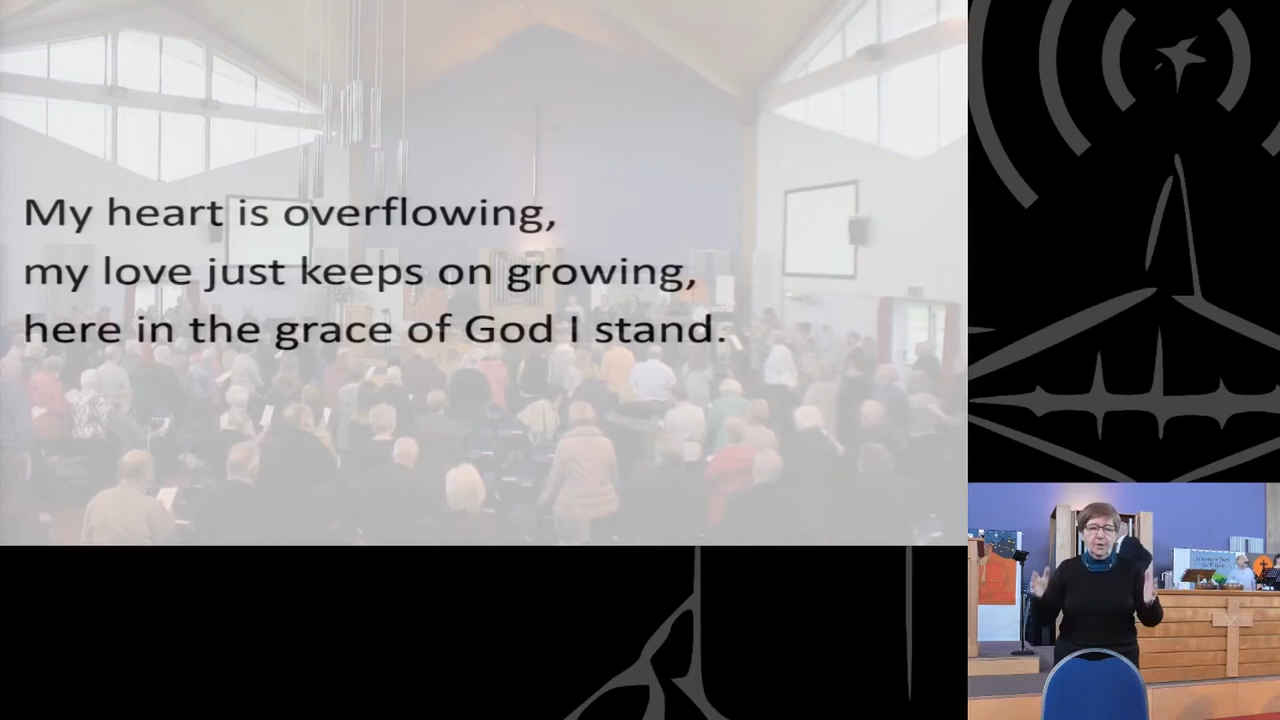 My heart is overflowing,
my love just keeps on growing,
here in the grace of God I stand.